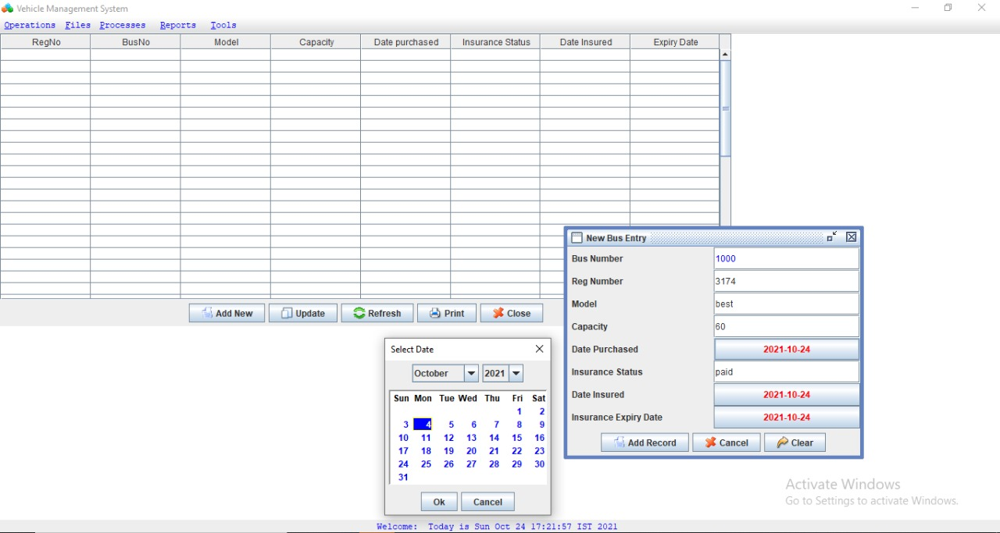 Vehicle Management System
Operations Files Processes Reports Tools
RegNo BusNo Model Capacity Date purchased Insurance Status Date Insured Expiry Date
Add New Update Refresh Print Close
New Bus Entry
Bus Number 1000
Reg Number 3174
Model best
Capacity 60
Date Purchased 2021-10-24
Insurance Status paid
Date Insured 2021-10-24
Insurance Expiry Date 2021-10-24
Add Record Cancel Clear
Select Date
October 2021
Sun Mon Tue Wed Thu Fri Sat
1 2
3 4 5 6 7 8 9
10 11 12 13 14 15 16
17 18 19 20 21 22 23
24 25 26 27 28 29 30
31
Ok Cancel
Activate Windows
Go to Settings to activate Windows.
Welcome: Today is Sun Oct 24 17:21:57 IST 2021